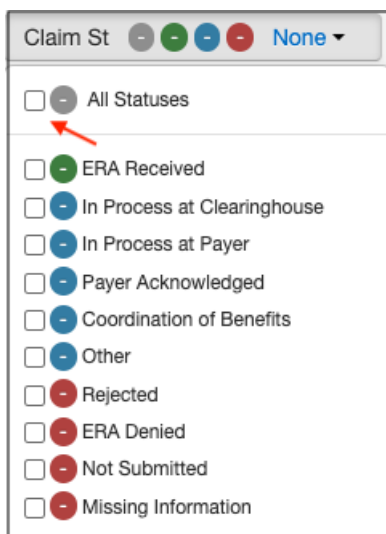 Claim St - - - - None
- All Statuses
- ERA Received
- In Process at Clearinghouse
- In Process at Payer
- Payer Acknowledged
- Coordination of Benefits
- Other
- Rejected
- ERA Denied
- Not Submitted
- Missing Information